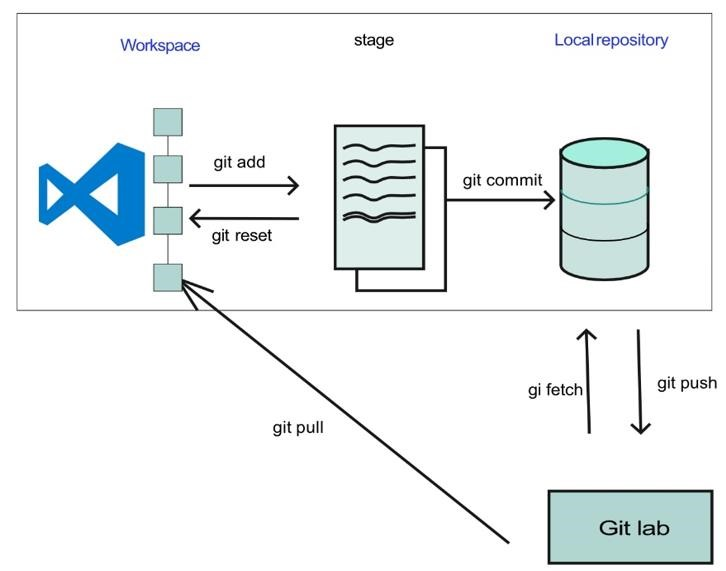 Workspace
stage
Local repository
git add
git commit
git reset
gi fetch
git push
git pull
Git lab